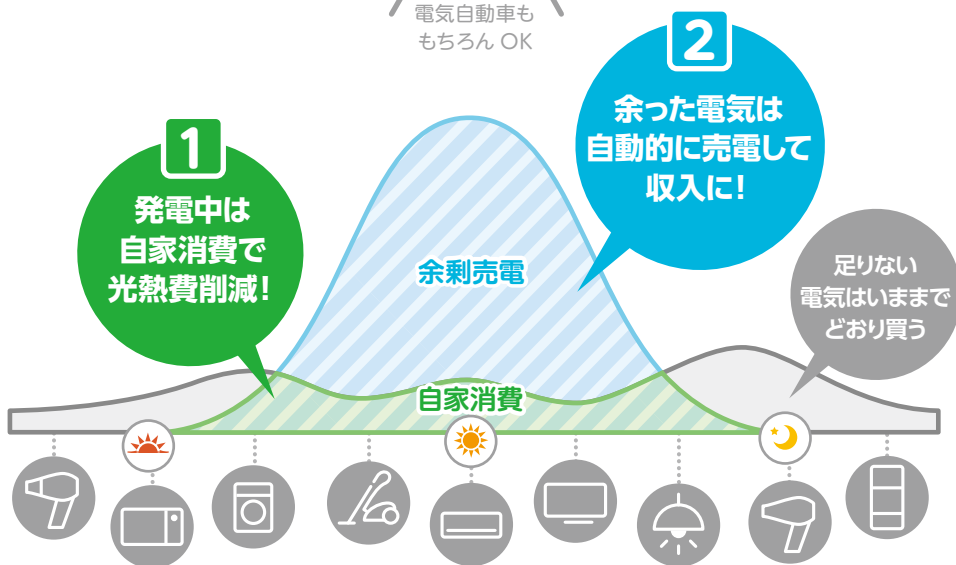 電気自動車も
もちろん OK
1
発電中は
自家消費で
光熱費削減!
2
余った電気は
自動的に売電して
収入に!
余剰売電
自家消費
足りない
電気はいままで
どおり買う